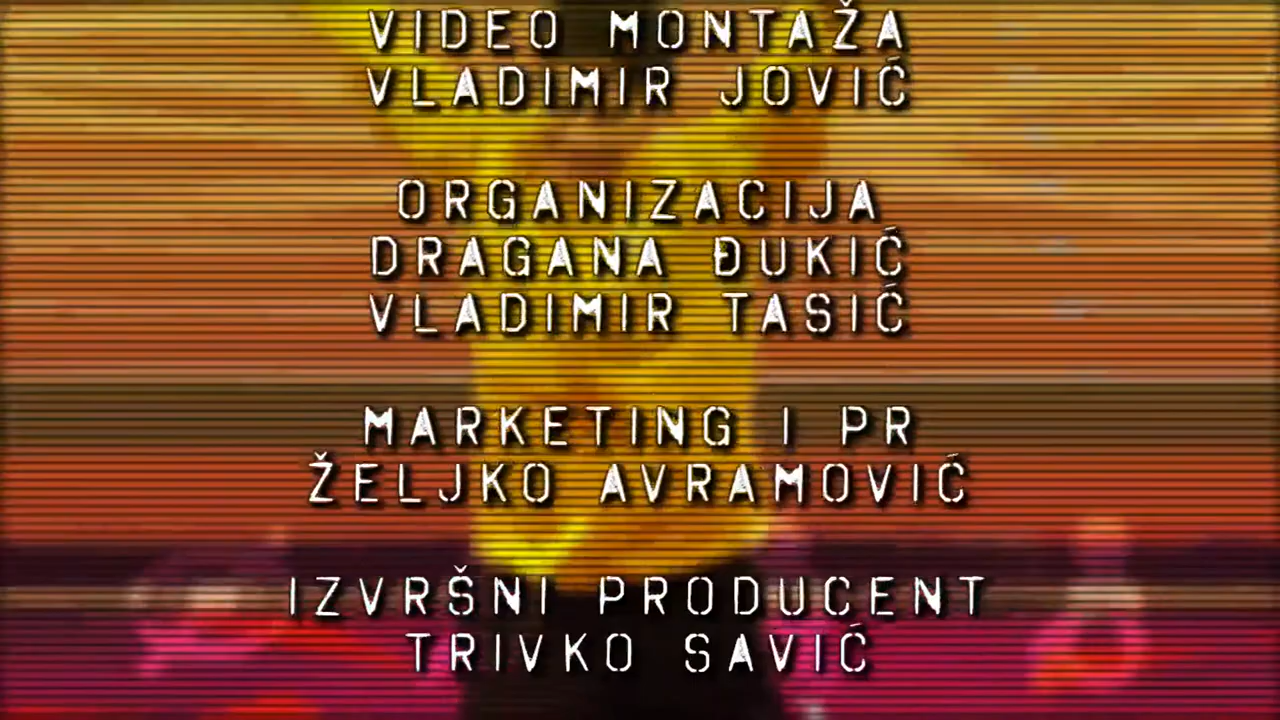 VIDEO MONTAŽA
VLADIMIR JOVIĆ
ORGANIZACIJA
DRAGANA ĐUKIĆ
VLADIMIR TASIĆ
MARKETING I PR
ŽELJKO AVRAMOVIĆ
IZVRŠNI PRODUCENT
TRIVKO SAVIĆ